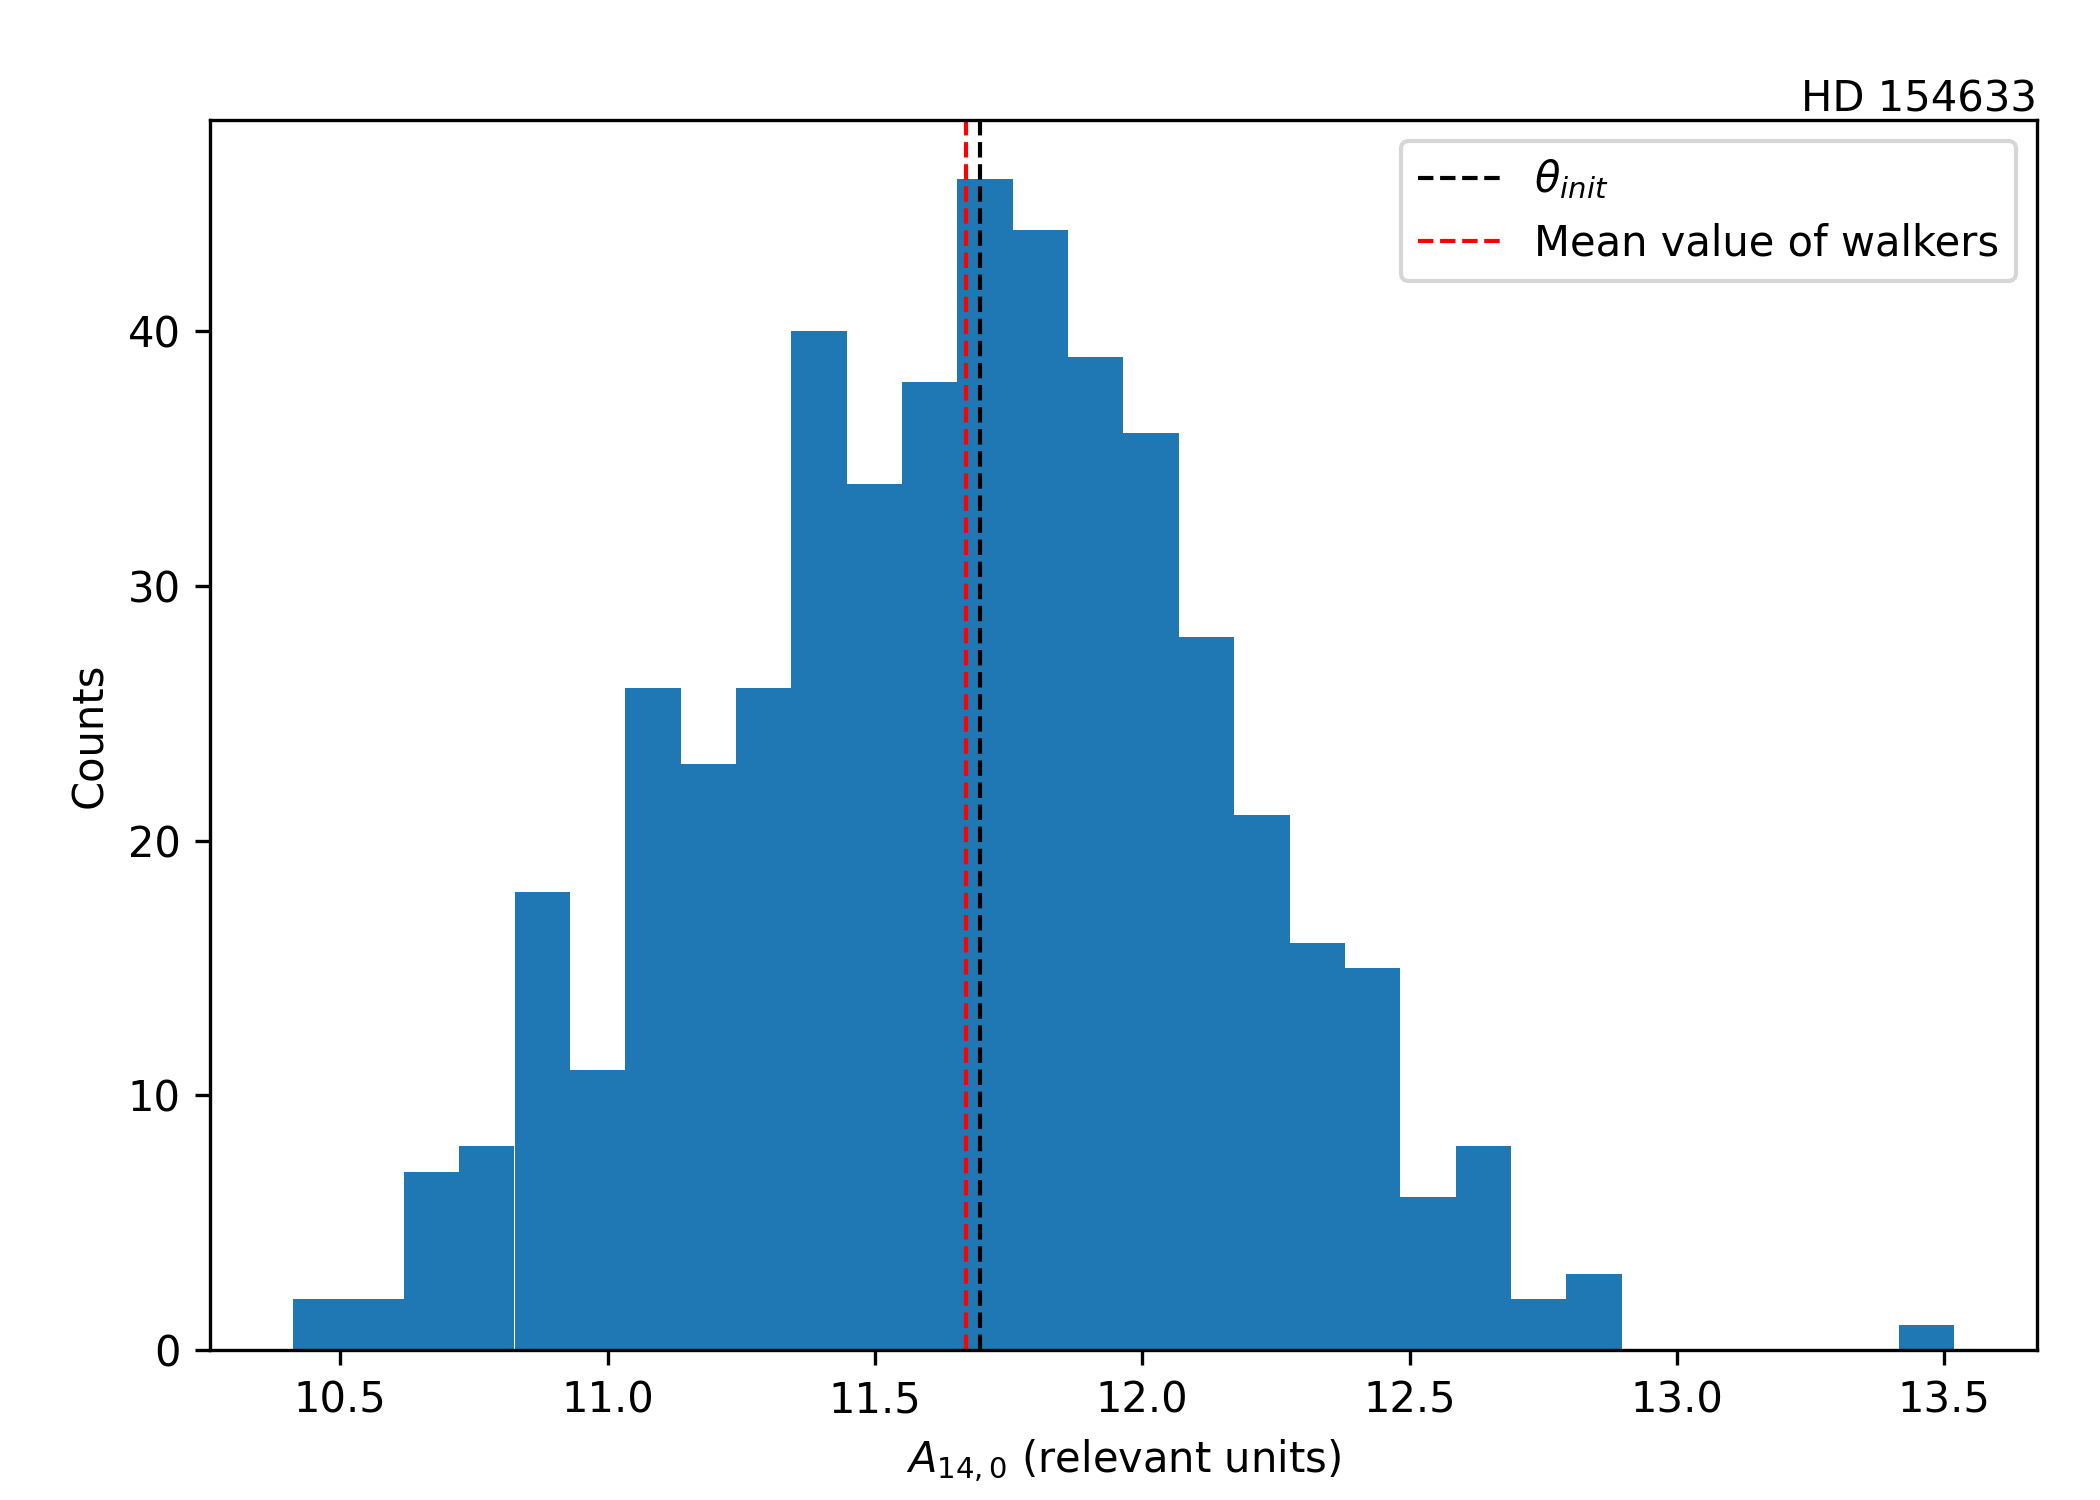 HD 154633
θ_init
Mean value of walkers
40
30
20
10
0
Counts
10.5 11.0 11.5 12.0 12.5 13.0 13.5
A_14,0 (relevant units)